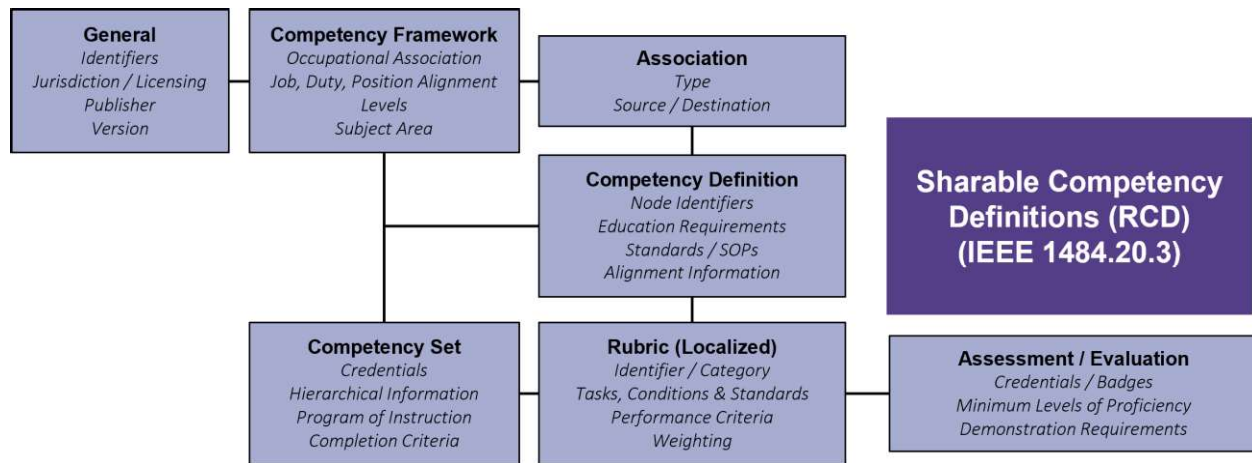 General
Identifiers
Jurisdiction / Licensing
Publisher
Version
Competency Framework
Occupational Association
Job, Duty, Position Alignment
Levels
Subject Area
Association
Type
Source / Destination
Competency Definition
Node Identifiers
Education Requirements
Standards / SOPs
Alignment Information
Sharable Competency
Definitions (RCD)
(IEEE 1484.20.3)
Competency Set
Credentials
Hierarchical Information
Program of Instruction
Completion Criteria
Rubric (Localized)
Identifier / Category
Tasks, Conditions & Standards
Performance Criteria
Weighting
Assessment / Evaluation
Credentials / Badges
Minimum Levels of Proficiency
Demonstration Requirements